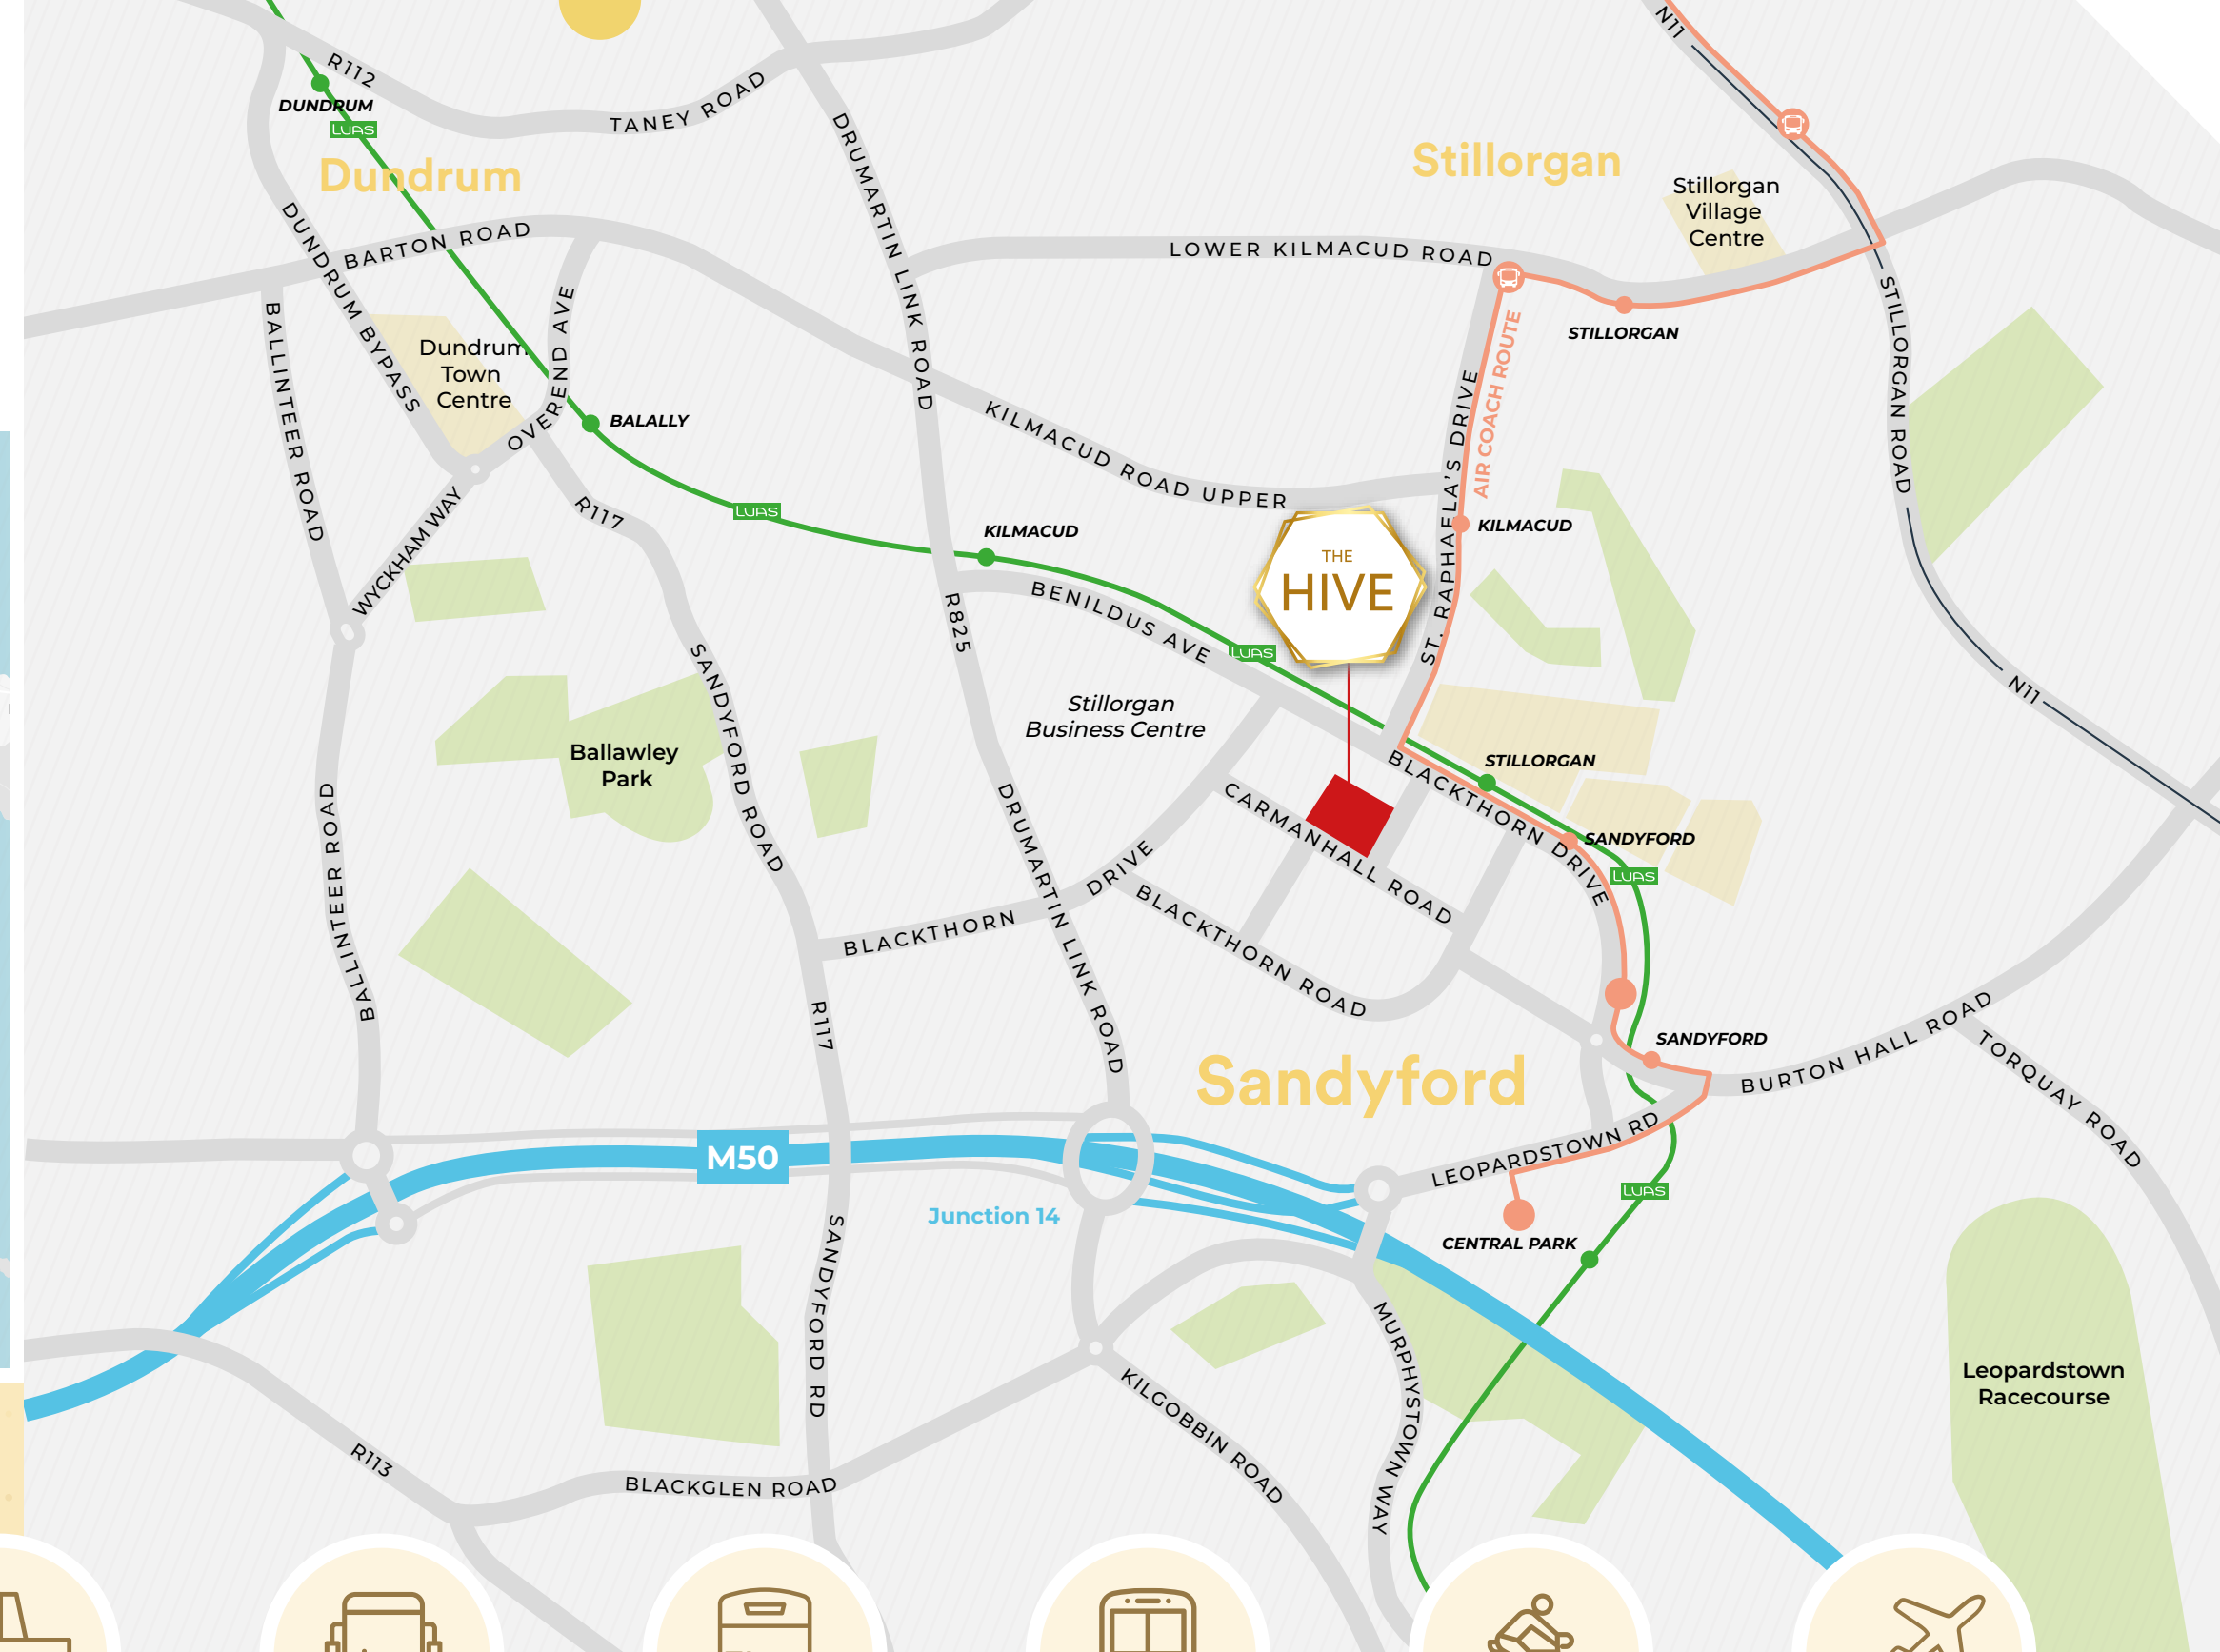 N11
R112
DUNDRUM
LUAS
TANEY ROAD
DRUMARTIN LINK ROAD
Dundrum
Stillorgan
Stillorgan
Village
Centre
DUNDRUM BYPASS
BARTON ROAD
LOWER KILMACUD ROAD
STILLORGAN ROAD
BALLINTEER ROAD
OVEREND AVE
Dundrum
Town
Centre
AIR COACH ROUTE
STILLORGAN
BALALLY
ST. RAPHAELA'S DRIVE
KILMACUD ROAD UPPER
R117
LUAS
KILMACUD
KILMACUD
WYCKHAM WAY
THE
HIVE
BENILDUS AVE
R825
LUAS
SANDYFORD ROAD
N11
Stillorgan
Business Centre
Ballawley
Park
STILLORGAN
BLACKTHORN DRIVE
BALLINTEER ROAD
DRUMARTIN LINK ROAD
CARMANHALL ROAD
SANDYFORD
LUAS
BLACKTHORN DRIVE
BLACKTHORN ROAD
R117
SANDYFORD
Sandyford
BURTON HALL ROAD
TORQUAY ROAD
LEOPARDSTOWN RD
M50
LUAS
Junction 14
SANDYFORD RD
CENTRAL PARK
MURPHYSTOWN WAY
KILGOBBIN ROAD
Leopardstown
Racecourse
R113
BLACKGLEN ROAD